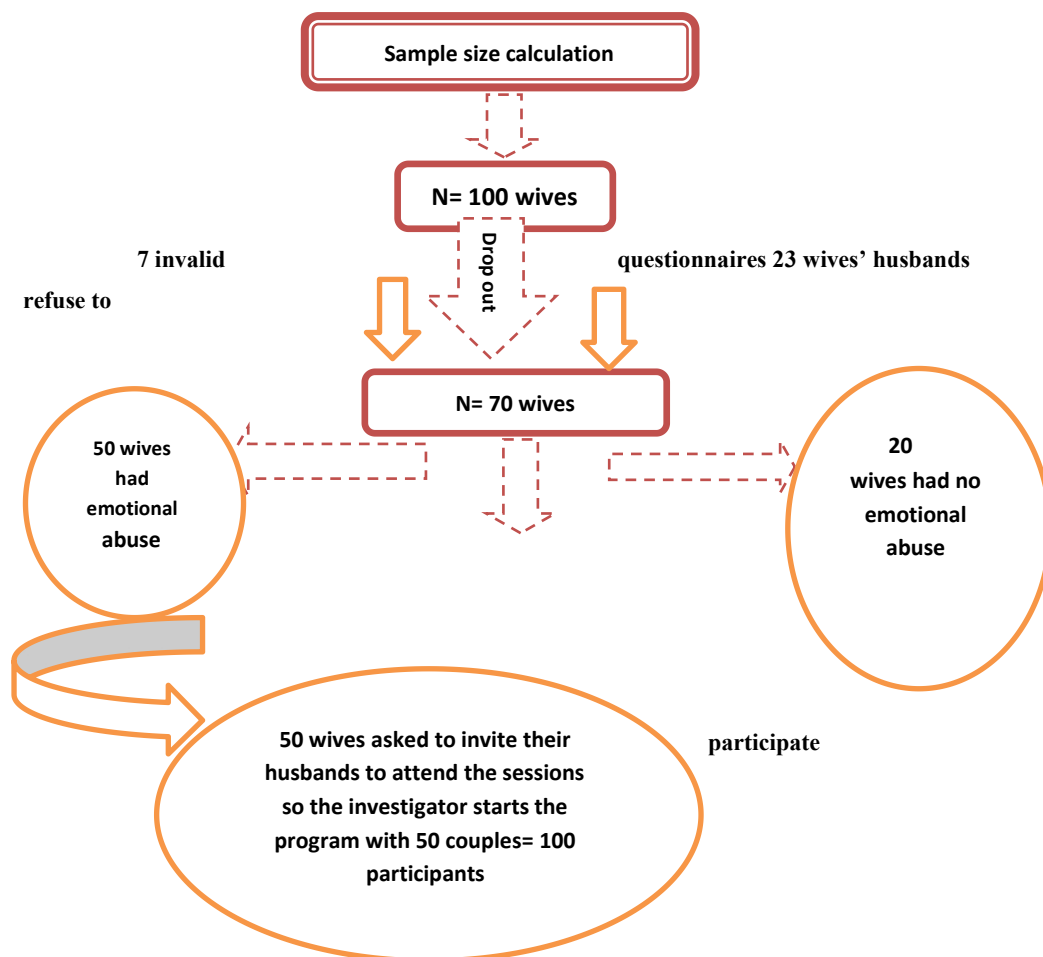 Sample size calculation
N= 100 wives
Drop out
7 invalid
questionnaires 23 wives’ husbands
refuse to
N= 70 wives
50 wives
had
emotional
abuse
20
wives had no
emotional
abuse
50 wives asked to invite their
husbands to attend the sessions
so the investigator starts the
program with 50 couples= 100
participants
participate